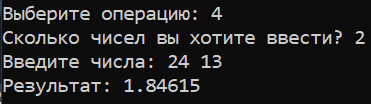 Выберите операцию: 4
Сколько чисел вы хотите ввести? 2
Введите числа: 24 13
Результат: 1.84615